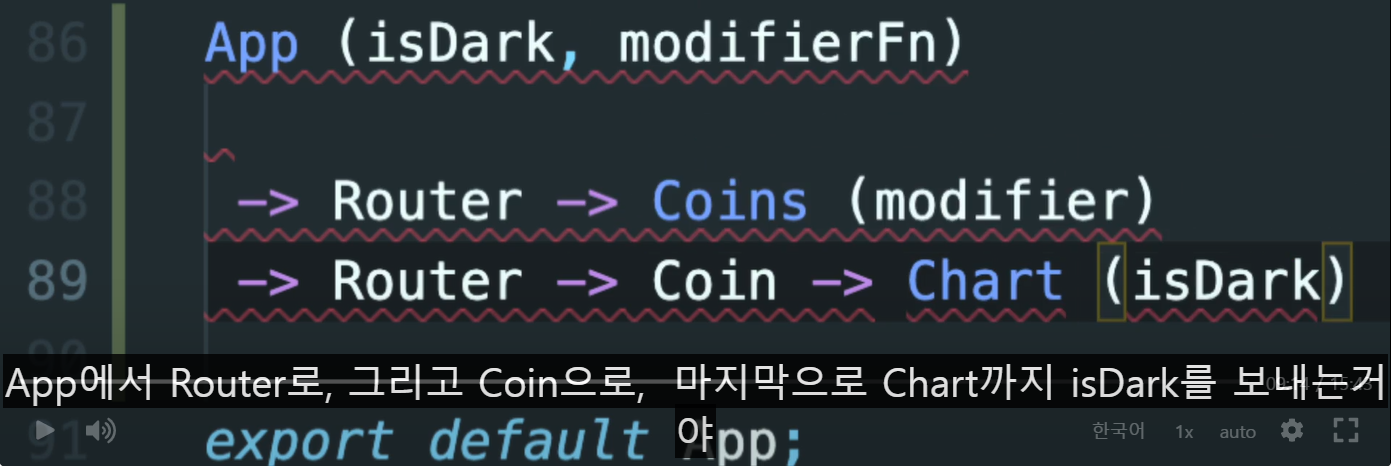 86 App (isDark, modifierFn)
87
88 -> Router -> Coins (modifier)
89 -> Router -> Coin -> Chart (isDark)
90
App에서 Router로, 그리고 Coin으로, 마지막으로 Chart까지 isDark를 보내는거
야
91 export default App;
한국어 1x auto